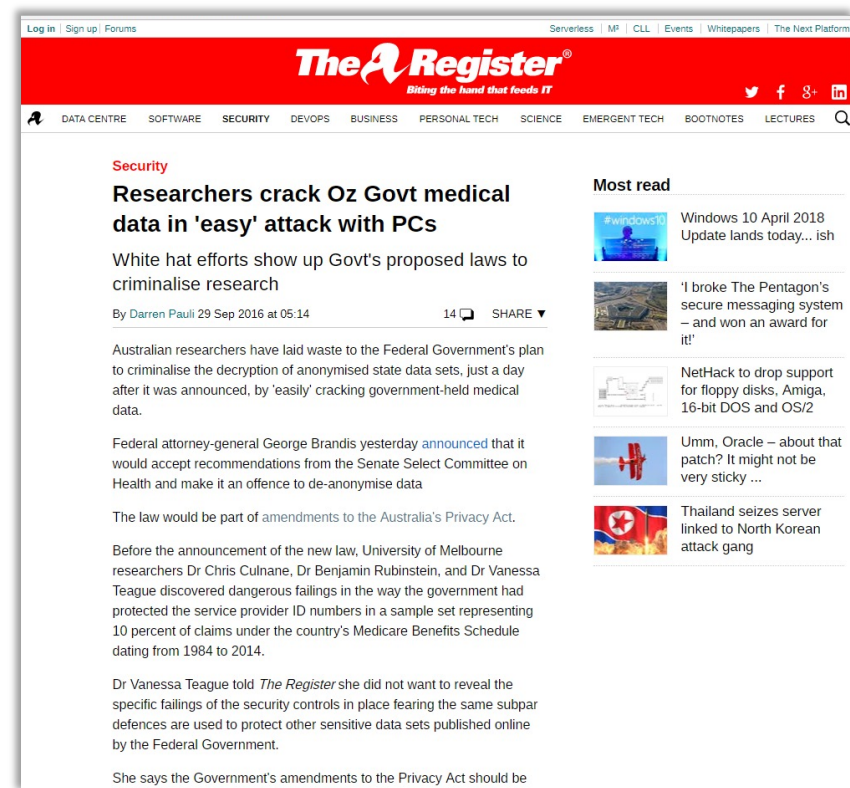 Log in | Sign up | Forums
Serverless | M³ | CLL | Events | Whitepapers | The Next Platform
The Register®
Biting the hand that feeds IT
DATA CENTRE SOFTWARE SECURITY DEVOPS BUSINESS PERSONAL TECH SCIENCE EMERGENT TECH BOOTNOTES LECTURES
Security
Researchers crack Oz Govt medical
data in 'easy' attack with PCs
White hat efforts show up Govt's proposed laws to
criminalise research
By Darren Pauli 29 Sep 2016 at 05:14
14 SHARE ▼
Australian researchers have laid waste to the Federal Government's plan
to criminalise the decryption of anonymised state data sets, just a day
after it was announced, by 'easily' cracking government-held medical
data.
Federal attorney-general George Brandis yesterday announced that it
would accept recommendations from the Senate Select Committee on
Health and make it an offence to de-anonymise data
The law would be part of amendments to the Australia's Privacy Act.
Before the announcement of the new law, University of Melbourne
researchers Dr Chris Culnane, Dr Benjamin Rubinstein, and Dr Vanessa
Teague discovered dangerous failings in the way the government had
protected the service provider ID numbers in a sample set representing
10 percent of claims under the country's Medicare Benefits Schedule
dating from 1984 to 2014.
Dr Vanessa Teague told The Register she did not want to reveal the
specific failings of the security controls in place fearing the same subpar
defences are used to protect other sensitive data sets published online
by the Federal Government.
She says the Government's amendments to the Privacy Act should be
Most read
#windows10
Windows 10 April 2018
Update lands today... ish
'I broke The Pentagon's
secure messaging system
– and won an award for
it!'
NetHack to drop support
for floppy disks, Amiga,
16-bit DOS and OS/2
Umm, Oracle – about that
patch? It might not be
very sticky ...
Thailand seizes server
linked to North Korean
attack gang